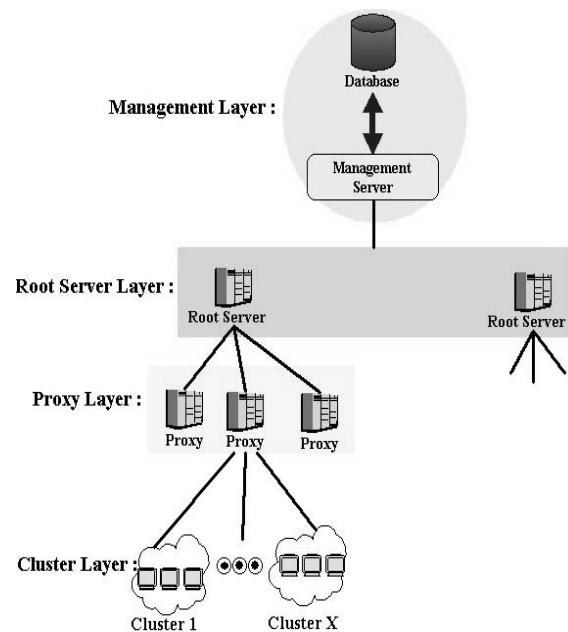 Database
Management Layer :
Management
Server
Root Server Layer :
Root Server
Root Server
Proxy Layer :
Proxy
Proxy
Proxy
Cluster Layer :
Cluster 1
Cluster X